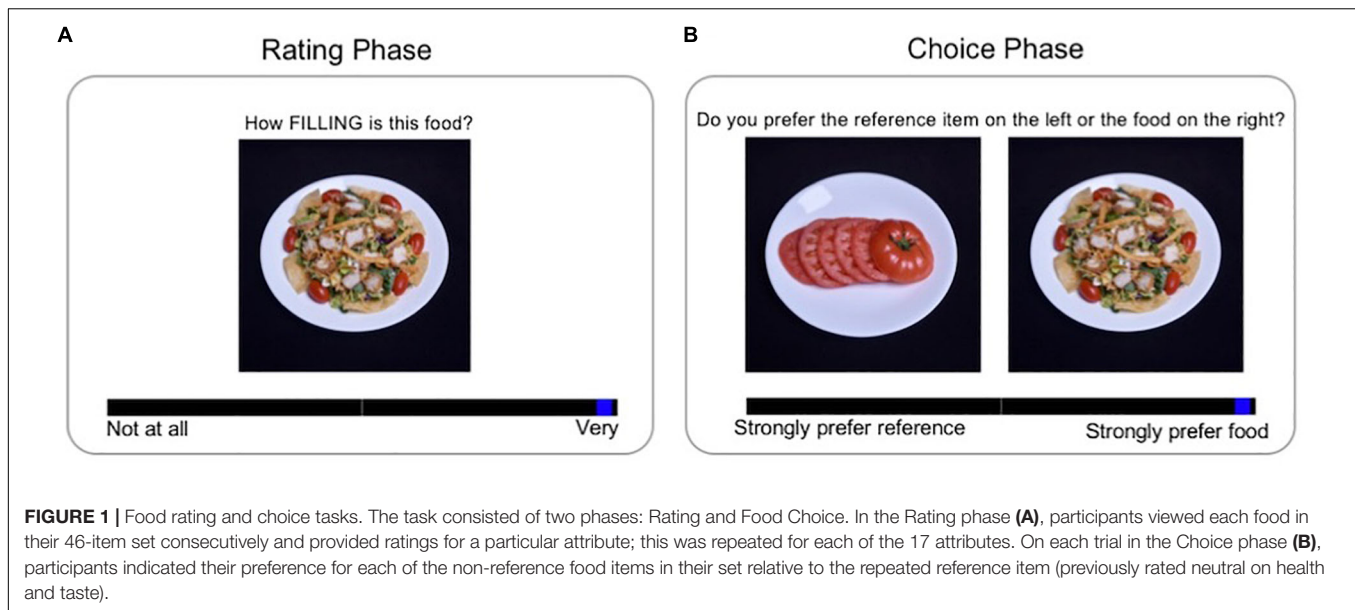 A
Rating Phase
How FILLING is this food?
Not at all
Very
B
Choice Phase
Do you prefer the reference item on the left or the food on the right?
Strongly prefer reference
Strongly prefer food
FIGURE 1 | Food rating and choice tasks. The task consisted of two phases: Rating and Food Choice. In the Rating phase (A), participants viewed each food in
their 46-item set consecutively and provided ratings for a particular attribute; this was repeated for each of the 17 attributes. On each trial in the Choice phase (B),
participants indicated their preference for each of the non-reference food items in their set relative to the repeated reference item (previously rated neutral on health
and taste).